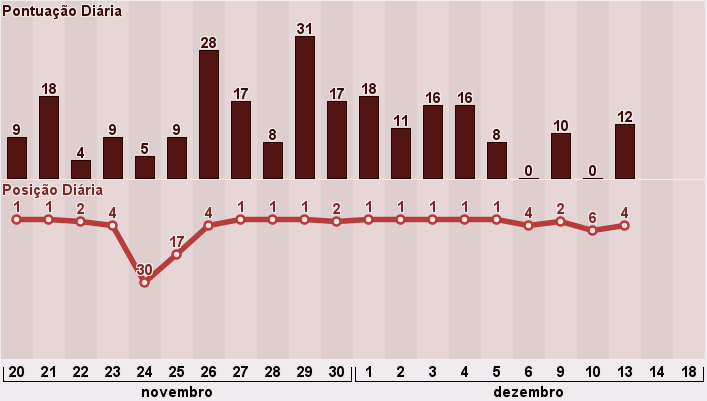 Pontuação Diária
9 18 4 9 5 9 28 17 8 31 17 18 11 16 16 8 0 10 0 12
Posição Diária
1 1 2 4 30 17 4 1 1 1 2 1 1 1 1 1 4 2 6 4
20 21 22 23 24 25 26 27 28 29 30 1 2 3 4 5 6 9 10 13 14 18
novembro dezembro